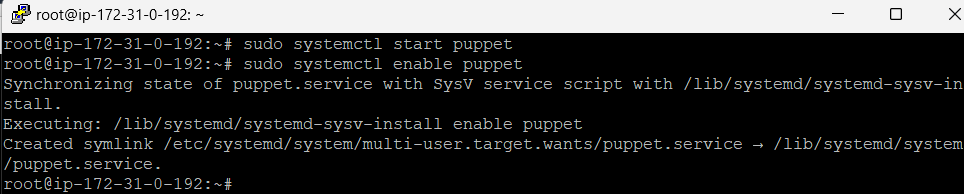 root@ip-172-31-0-192: ~
root@ip-172-31-0-192:~# sudo systemctl start puppet
root@ip-172-31-0-192:~# sudo systemctl enable puppet
Synchronizing state of puppet.service with SysV service script with /lib/systemd/systemd-sysv-in
stall.
Executing: /lib/systemd/systemd-sysv-install enable puppet
Created symlink /etc/systemd/system/multi-user.target.wants/puppet.service → /lib/systemd/system
/puppet.service.
root@ip-172-31-0-192:~#